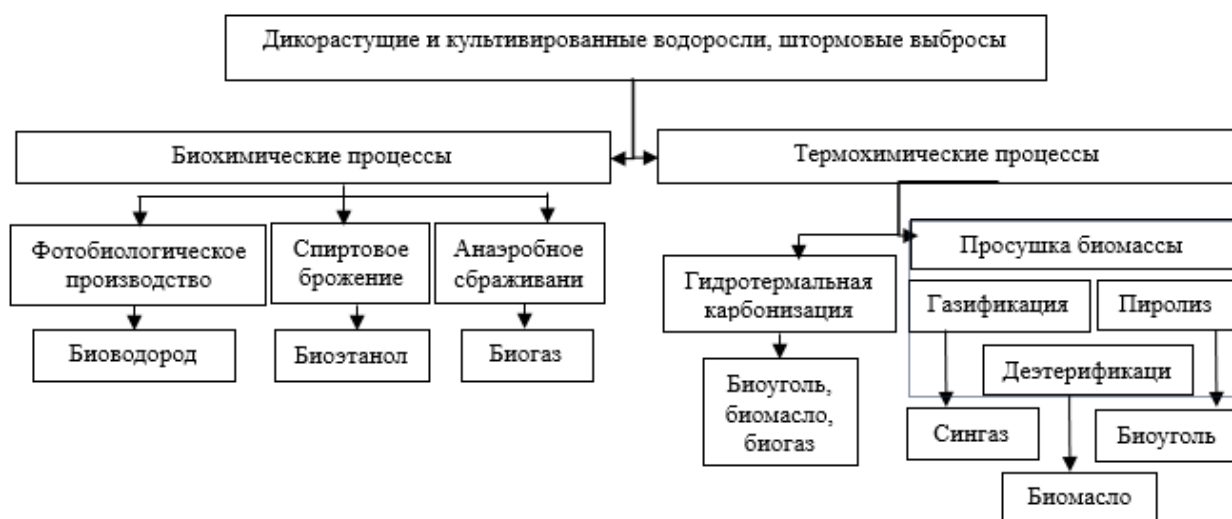 Дикорастущие и культивированные водоросли, штормовые выбросы
Биохимические процессы
Термохимические процессы
Фотобиологическое
производство
Спиртовое
брожение
Анаэробное
сбраживани
Биоводород
Биоэтанол
Биогаз
Гидротермальная
карбонизация
Биоуголь,
биомасло,
биогаз
Просушка биомассы
Газификация
Пиролиз
Деэтерификаци
Сингаз
Биоуголь
Биомасло